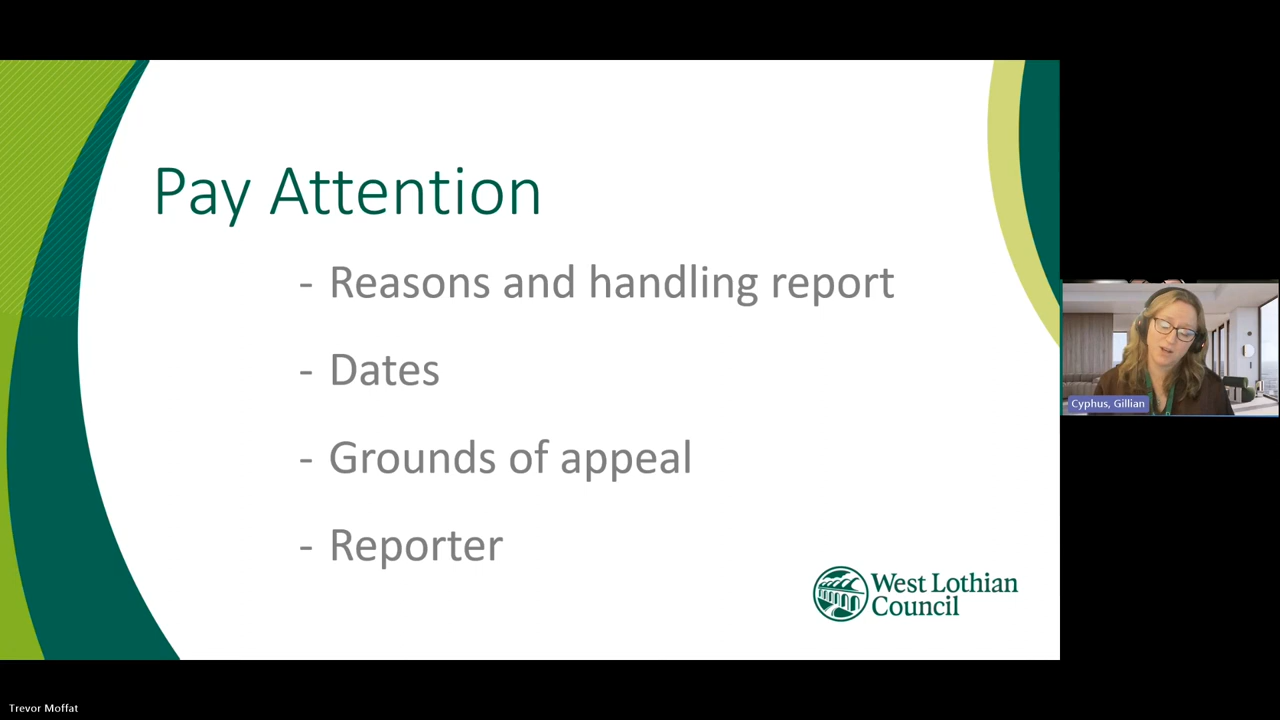 Pay Attention
- Reasons and handling report
- Dates
- Grounds of appeal
- Reporter
West Lothian
Council
Cyphus, Gillian
Trevor Moffat